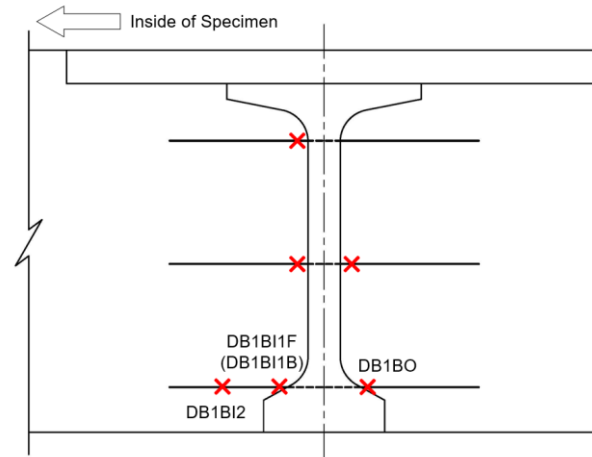 Inside of Specimen
DB1BI1F
(DB1BI1B)
DB1BO
DB1BI2